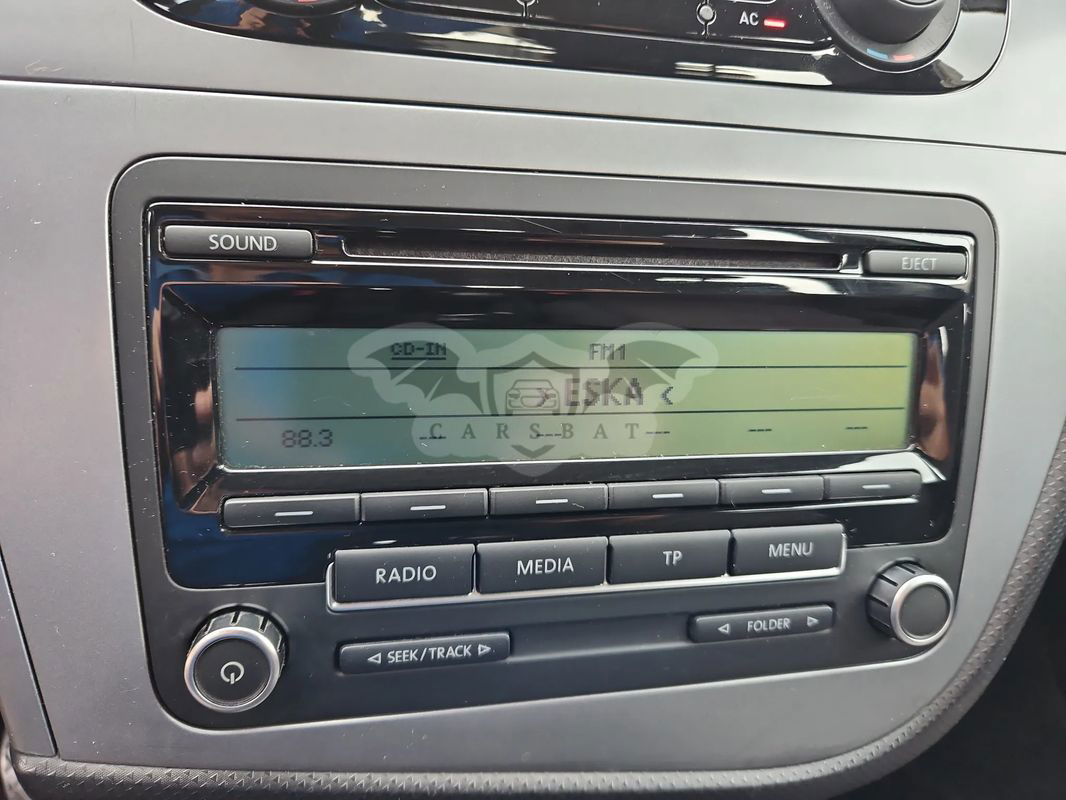 AC
SOUND
EJECT
CD-IN FM1
> ESKA <
CARSBAT
88.3 --- --- --- --- ---
RADIO MEDIA TP MENU
SEEK/TRACK FOLDER